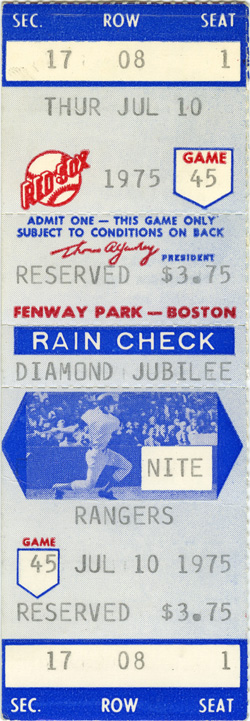 SEC. ROW SEAT
17 08 1
THUR JUL 10
RED SOX
1975
GAME
45
ADMIT ONE — THIS GAME ONLY
SUBJECT TO CONDITIONS ON BACK
Thomas A Yawkey PRESIDENT
RESERVED $3.75
FENWAY PARK — BOSTON
RAIN CHECK
DIAMOND JUBILEE
NITE
RANGERS
GAME
45 JUL 10 1975
RESERVED $3.75
17 08 1
SEC. ROW SEAT